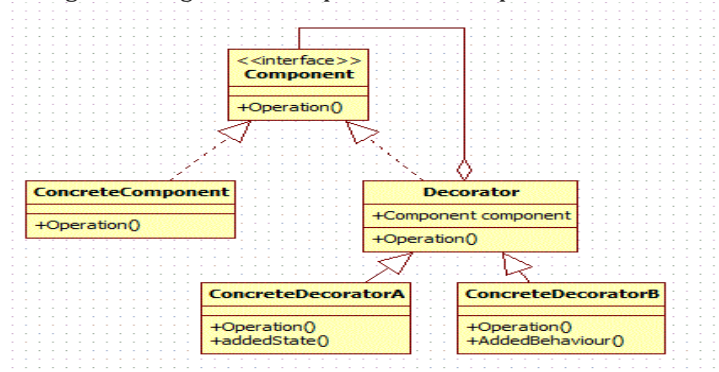 <<interface>>
Component
+Operation()
ConcreteComponent
+Operation()
Decorator
+Component component
+Operation()
ConcreteDecoratorA
+Operation()
+addedState()
ConcreteDecoratorB
+Operation()
+AddedBehaviour()